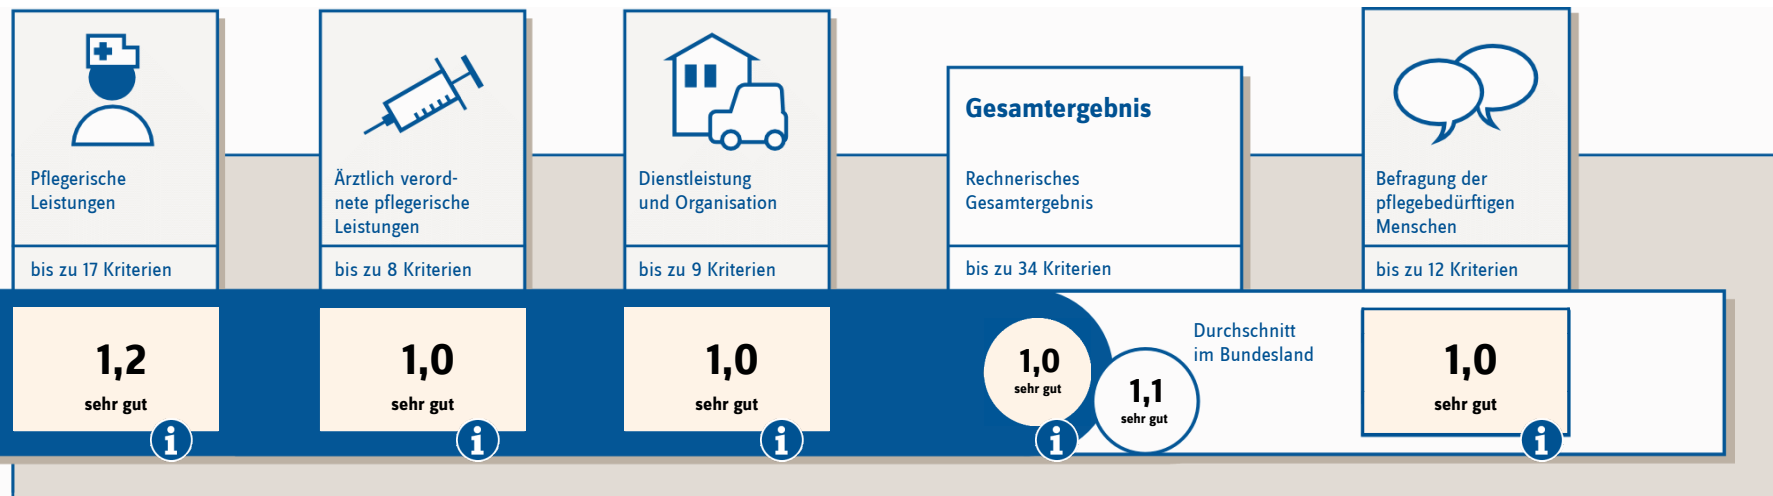 Pflegerische
Leistungen
bis zu 17 Kriterien
1,2
sehr gut
Ärztlich verord-
nete pflegerische
Leistungen
bis zu 8 Kriterien
1,0
sehr gut
Dienstleistung
und Organisation
bis zu 9 Kriterien
1,0
sehr gut
Gesamtergebnis
Rechnerisches
Gesamtergebnis
bis zu 34 Kriterien
1,0
sehr gut
1,1
sehr gut
Durchschnitt
im Bundesland
Befragung der
pflegebedürftigen
Menschen
bis zu 12 Kriterien
1,0
sehr gut